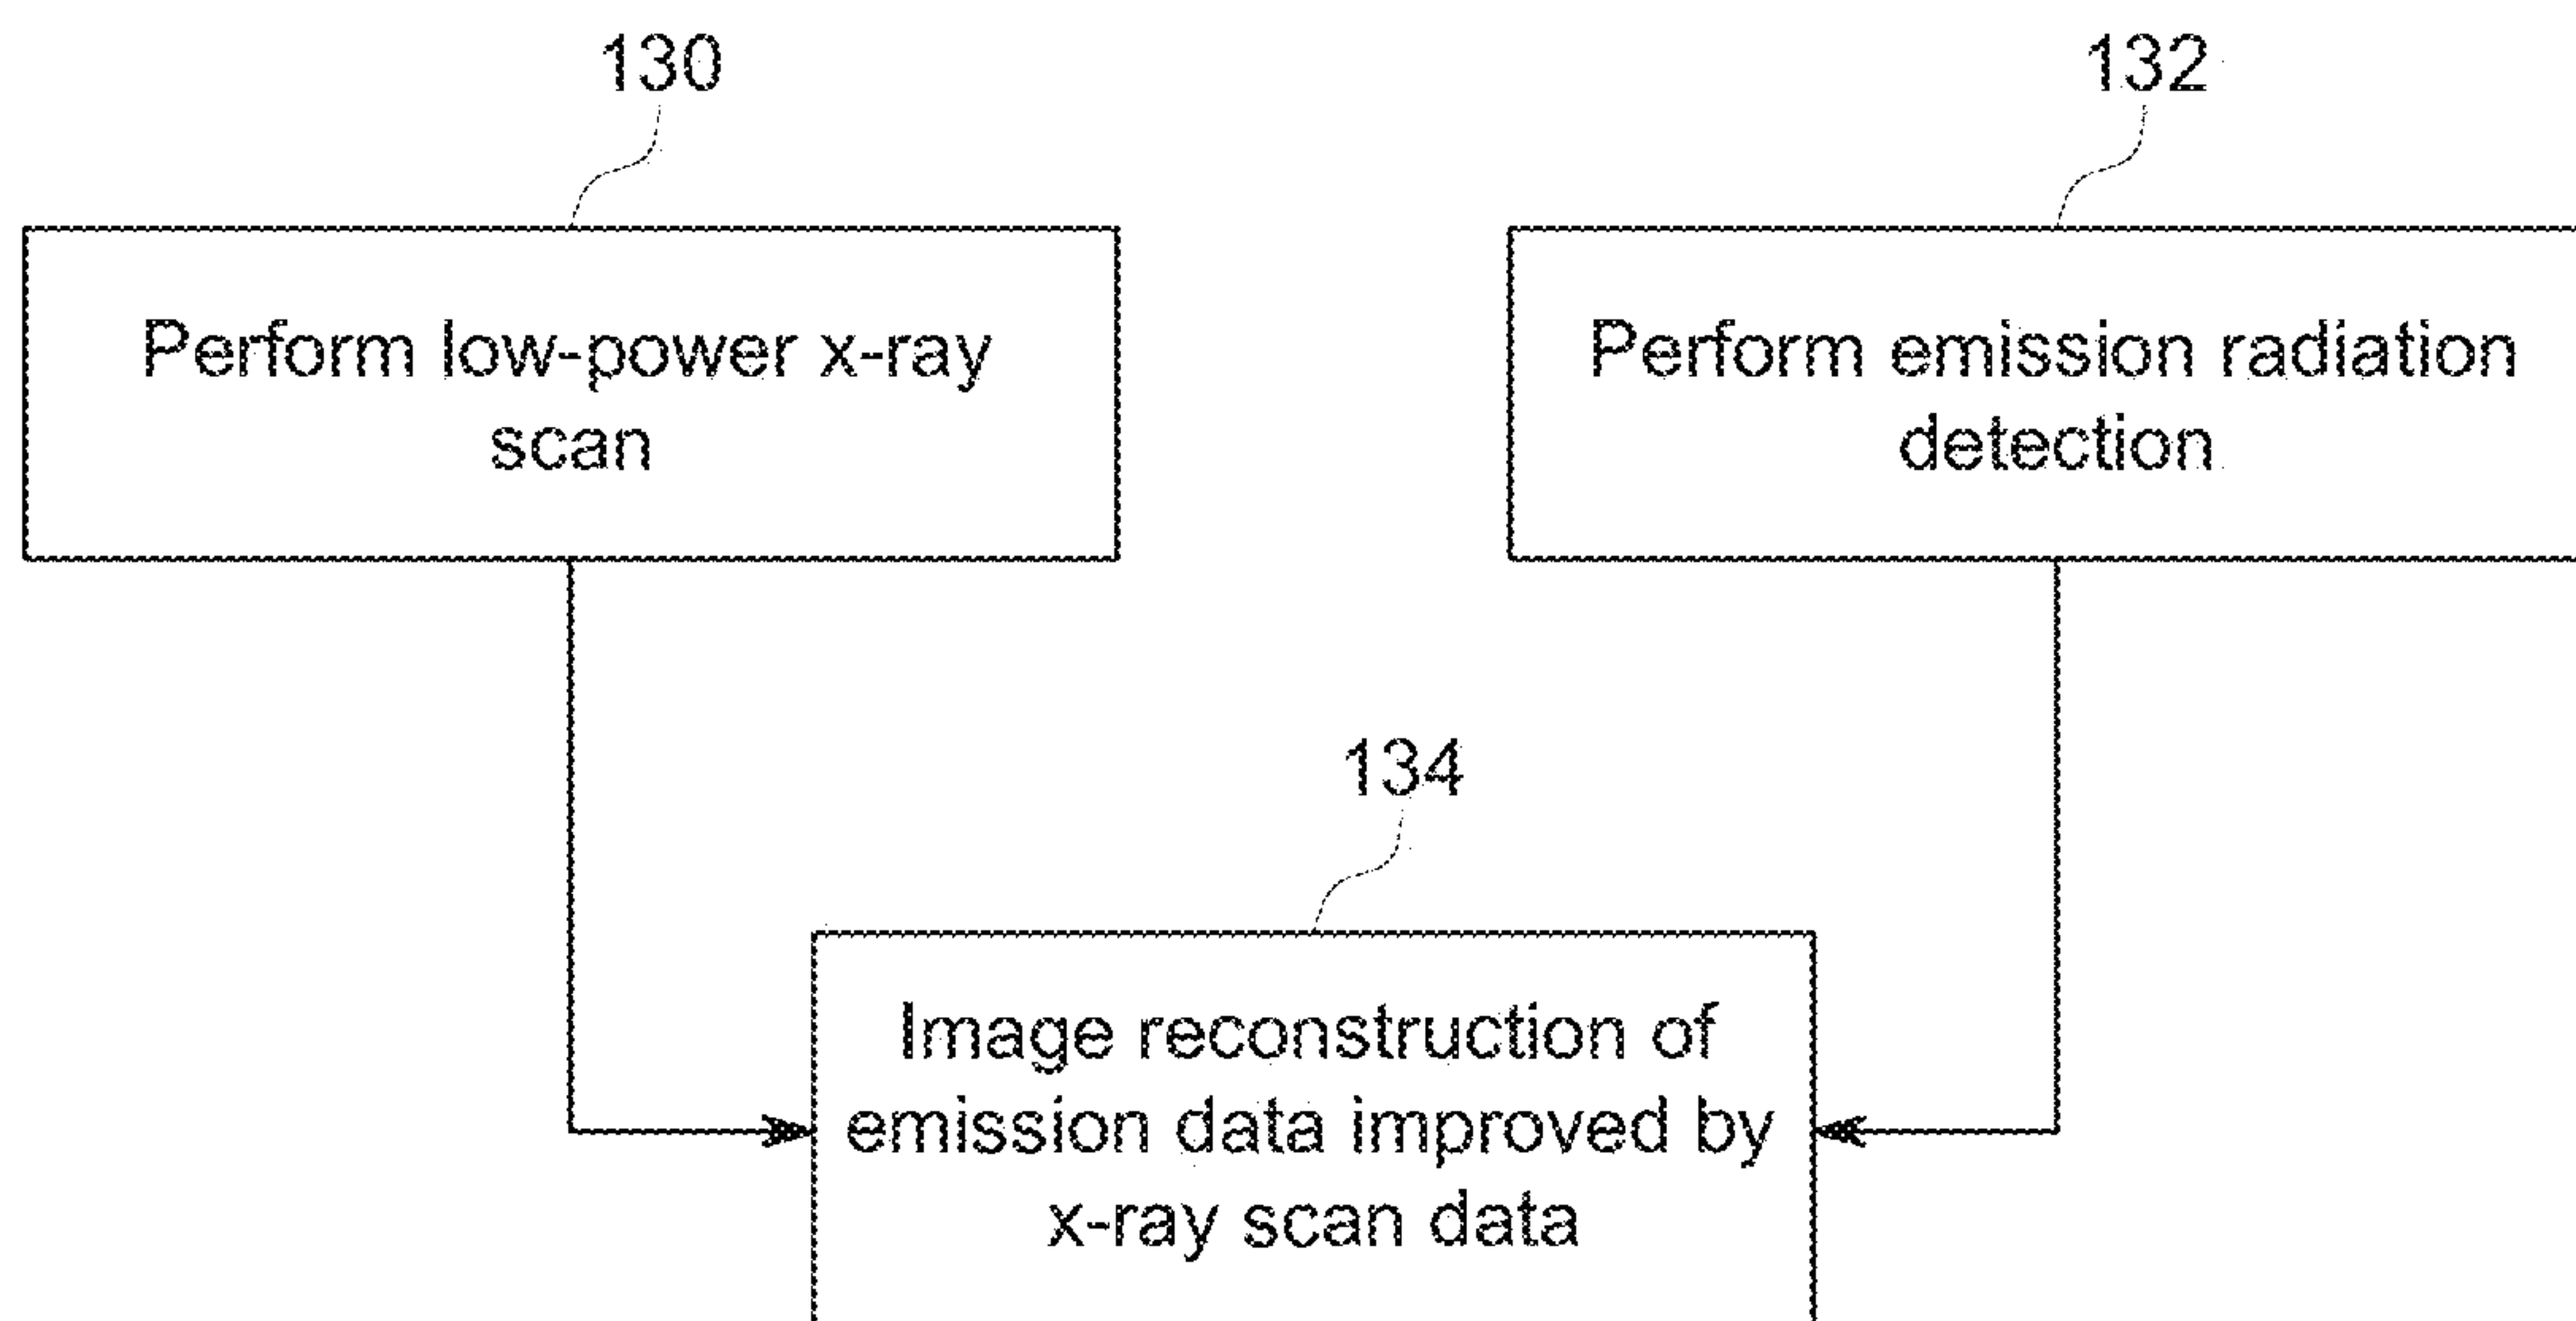 130
Perform low-power x-ray
scan
132
Perform emission radiation
detection
134
Image reconstruction of
emission data improved by
x-ray scan data